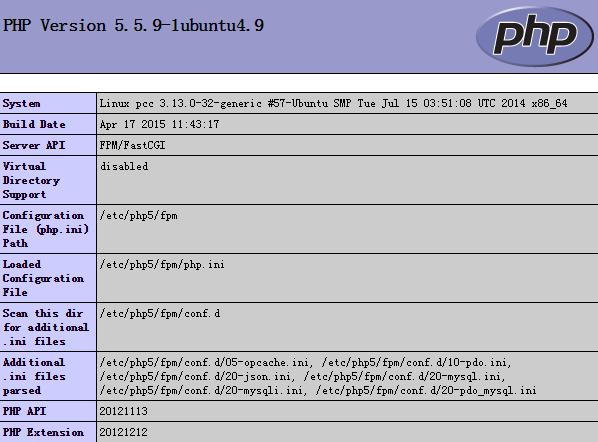 PHP Version 5.5.9-1ubuntu4.9
php
System
Linux pcc 3.13.0-32-generic #57-Ubuntu SMP Tue Jul 15 03:51:08 UTC 2014 x86_64
Build Date
Apr 17 2015 11:43:17
Server API
FPM/FastCGI
Virtual
Directory
Support
disabled
Configuration
File (php.ini)
Path
/etc/php5/fpm
Loaded
Configuration
File
/etc/php5/fpm/php.ini
Scan this dir
for additional
.ini files
/etc/php5/fpm/conf.d
Additional
.ini files
parsed
/etc/php5/fpm/conf.d/05-opcache.ini, /etc/php5/fpm/conf.d/10-pdo.ini,
/etc/php5/fpm/conf.d/20-json.ini, /etc/php5/fpm/conf.d/20-mysql.ini,
/etc/php5/fpm/conf.d/20-mysqli.ini, /etc/php5/fpm/conf.d/20-pdo_mysql.ini
PHP API
20121113
PHP Extension
20121212